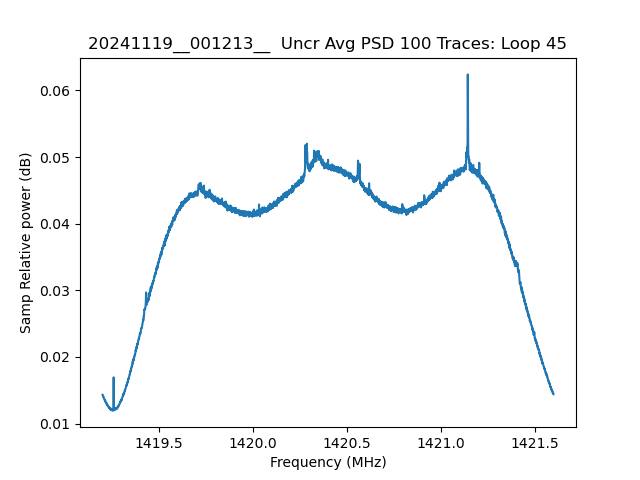 20241119__001213__  Uncr Avg PSD 100 Traces: Loop 45
0.06
0.05
0.04
0.03
0.02
0.01
Samp Relative power (dB)
1419.5 1420.0 1420.5 1421.0 1421.5
Frequency (MHz)